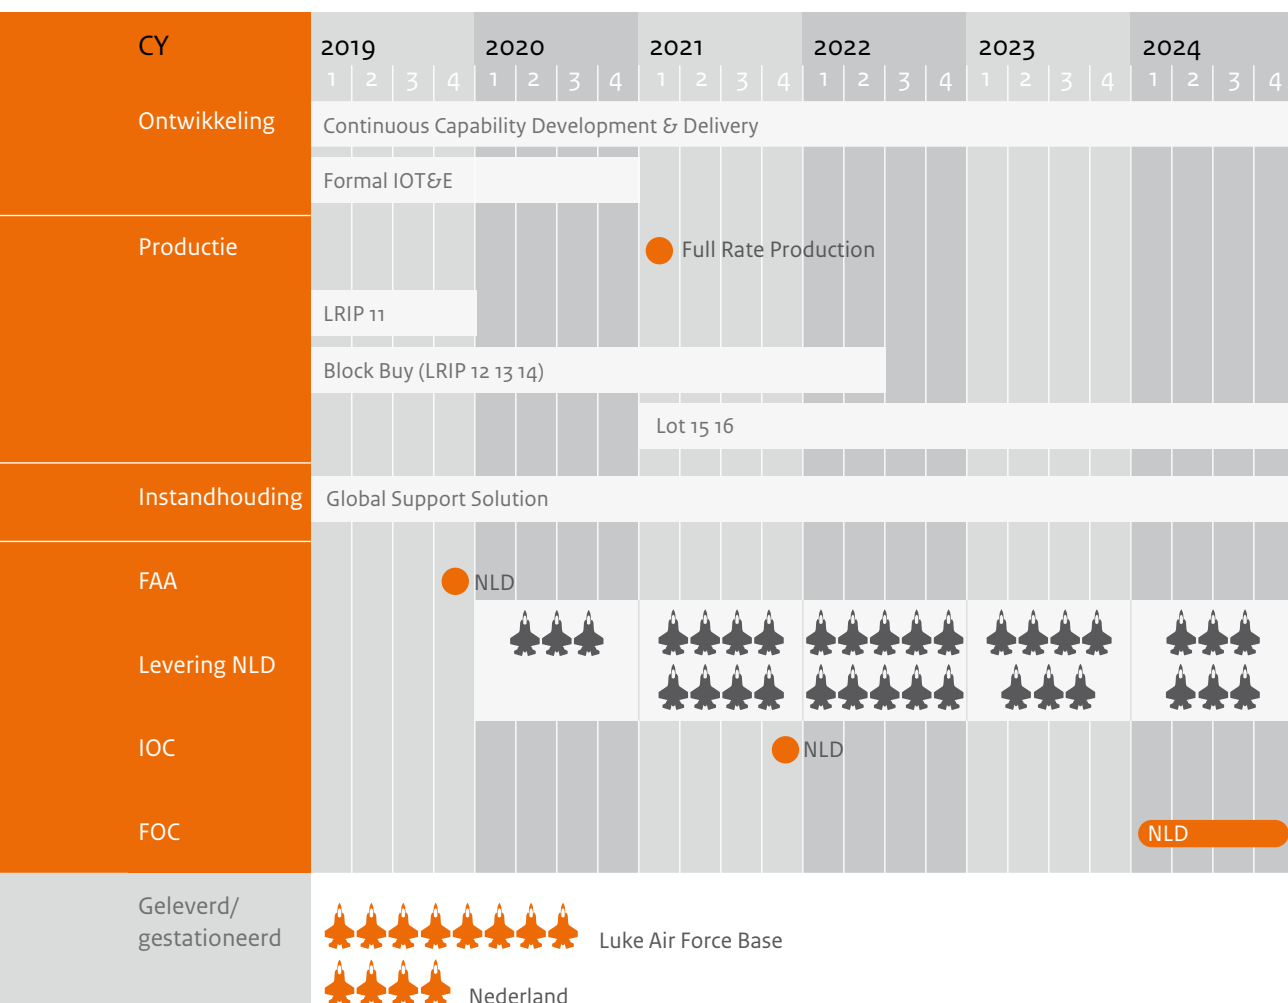 CY 2019 2020 2021 2022 2023 2024
1 2 3 4 1 2 3 4 1 2 3 4 1 2 3 4 1 2 3 4 1 2 3 4
Ontwikkeling Continuous Capability Development & Delivery
Formal IOT&E
Productie Full Rate Production
LRIP 11
Block Buy (LRIP 12 13 14)
Lot 15 16
Instandhouding Global Support Solution
FAA NLD
Levering NLD
IOC NLD
FOC NLD
Geleverd/
gestationeerd Luke Air Force Base
Nederland